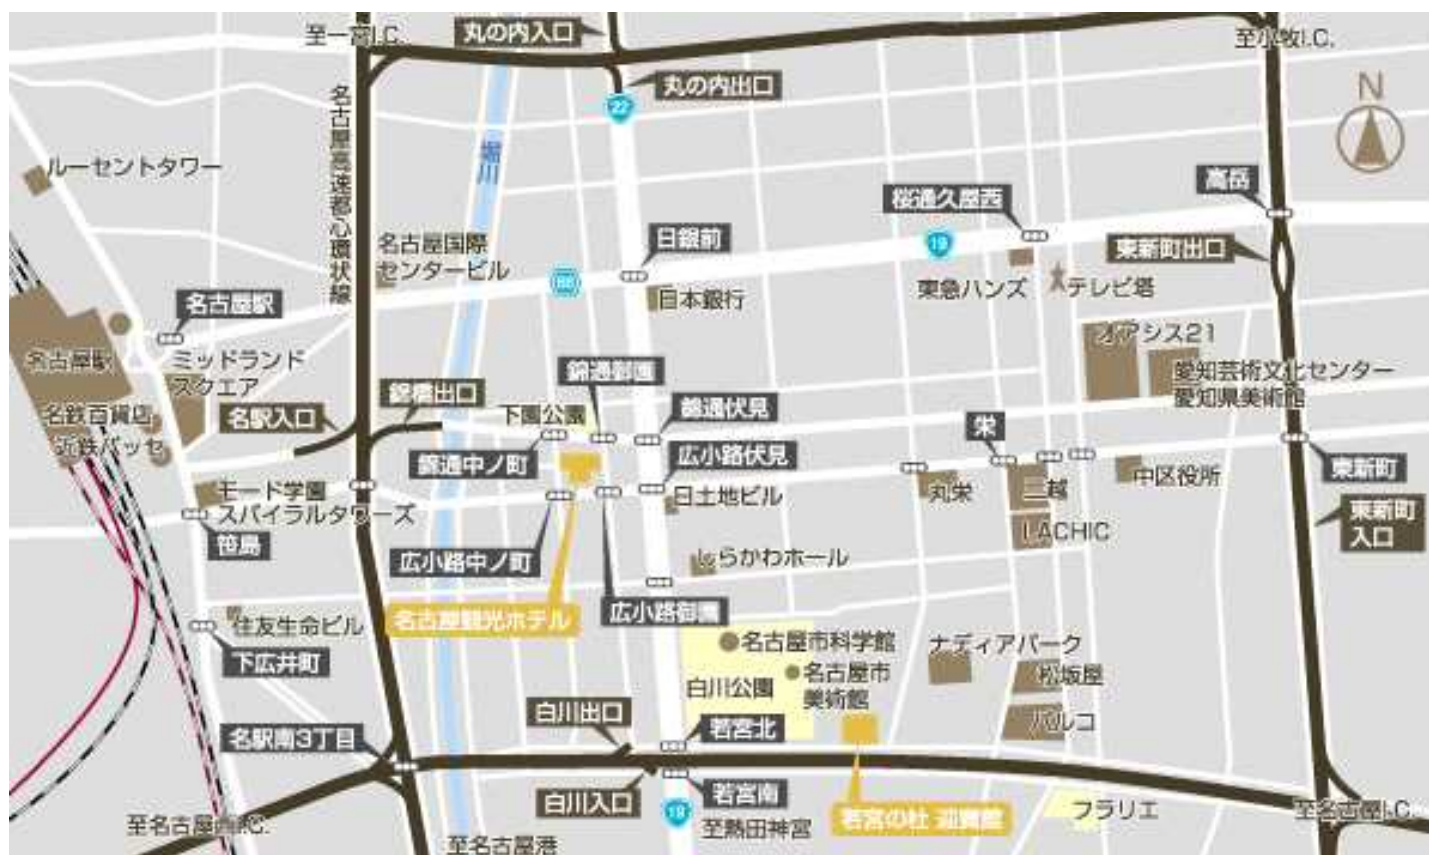 至一宮I.C.
丸の内入口
至小牧I.C.
丸の内出口
22
N
名古屋高速都心環状線
堀川
ルーセントタワー
高岳
桜通久屋西
日銀前
19
東新町出口
名古屋国際
センタービル
68
東急ハンズ
テレビ塔
日本銀行
名古屋駅
オアシス21
名古屋駅
ミッドランド
スクエア
錦通御園
愛知芸術文化センター
愛知県美術館
錦橋出口
下園公園
名鉄百貨店
名駅入口
錦通伏見
栄
近鉄パッセ
錦通中ノ町
広小路伏見
東新町
中区役所
モード学園
スパイラルタワーズ
日土地ビル
丸栄
三越
東新町
入口
笹島
LACHIC
広小路中ノ町
しらかわホール
名古屋観光ホテル
広小路御園
住友生命ビル
下広井町
名古屋市科学館
ナディアパーク
名古屋市
美術館
白川公園
松坂屋
白川出口
若宮北
パルコ
名駅南3丁目
白川入口
若宮南
19
至熱田神宮
若宮の杜 迎賓館
フラリエ
至名古屋I.C.
至名古屋西I.C.
至名古屋港